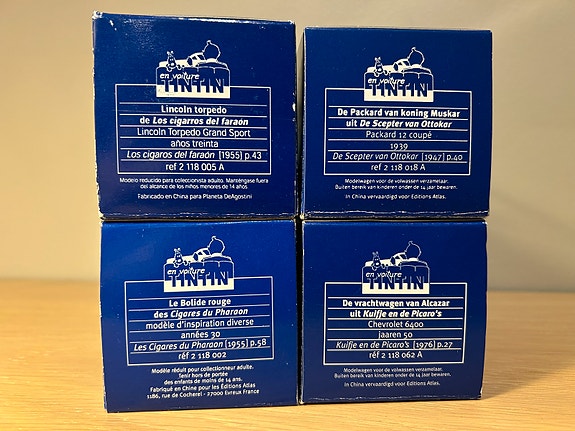 en voiture
TINTIN
Lincoln torpedo
de Los cigarros del faraón
Lincoln Torpedo Grand Sport
años treinta
Los cigaros del faraón [1955] p.43
ref 2 118 005 A
Modelo reducido para coleccionista adulto. Manténgase fuera
del alcance de los niños menores de 14 años.
Fabricado en China para Planeta DeAgostini
en voiture
TINTIN
De Packard van koning Muskar
uit De Scepter van Ottokar
Packard 12 coupé
1939
De Scepter van Ottokar [1947] p.40
ref 2 118 018 A
Modelwagen voor de volwassen verzamelaar.
Buiten bereik van kinderen onder de 14 jaar bewaren.
In China vervaardigd voor Editions Atlas.
en voiture
TINTIN
Le Bolide rouge
des Cigares du Pharaon
modèle d'inspiration diverse
années 30
Les Cigares du Pharaon [1955] p.58
réf 2 118 002
Modèle réduit pour collectionneur adulte.
Tenir hors de portée
des enfants de moins de 14 ans.
Fabriqué en Chine pour les Éditions Atlas
1186, rue de Cocherel - 27000 Evreux France
en voiture
TINTIN
De vrachtwagen van Alcazar
uit Kuifje en de Picaro's
Chevrolet 6400
jaaren 50
Kuifje en de Picaro's [1976] p.27
réf 2 118 062 A
Modelwagen voor de volwassen verzamelaar.
Buiten bereik van kinderen onder de 14 jaar bewaren.
In China vervaardigd voor Editions Atlas.